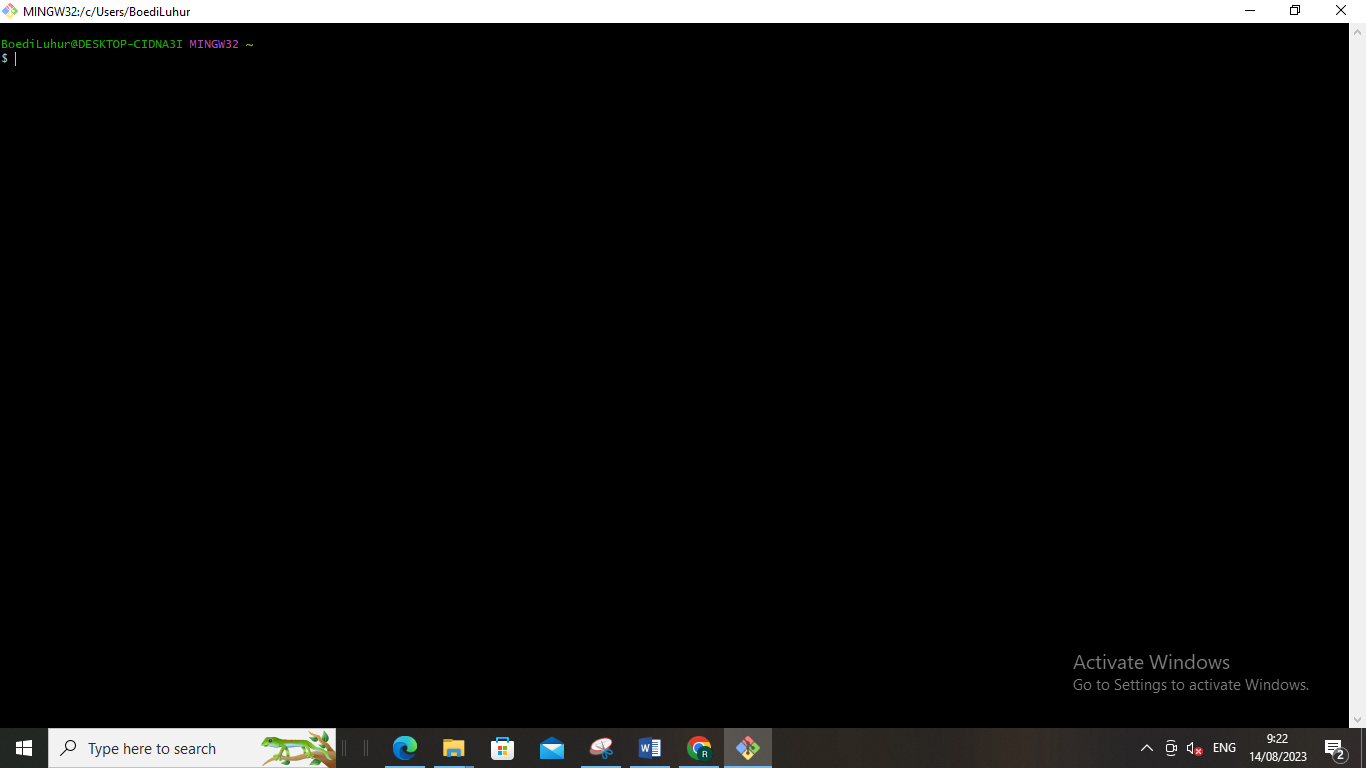 MINGW32:/c/Users/BoediLuhur
BoediLuhur@DESKTOP-CIDNA3I MINGW32 ~
$
Activate Windows
Go to Settings to activate Windows.
Type here to search
W
R
ENG
9:22
14/08/2023
2